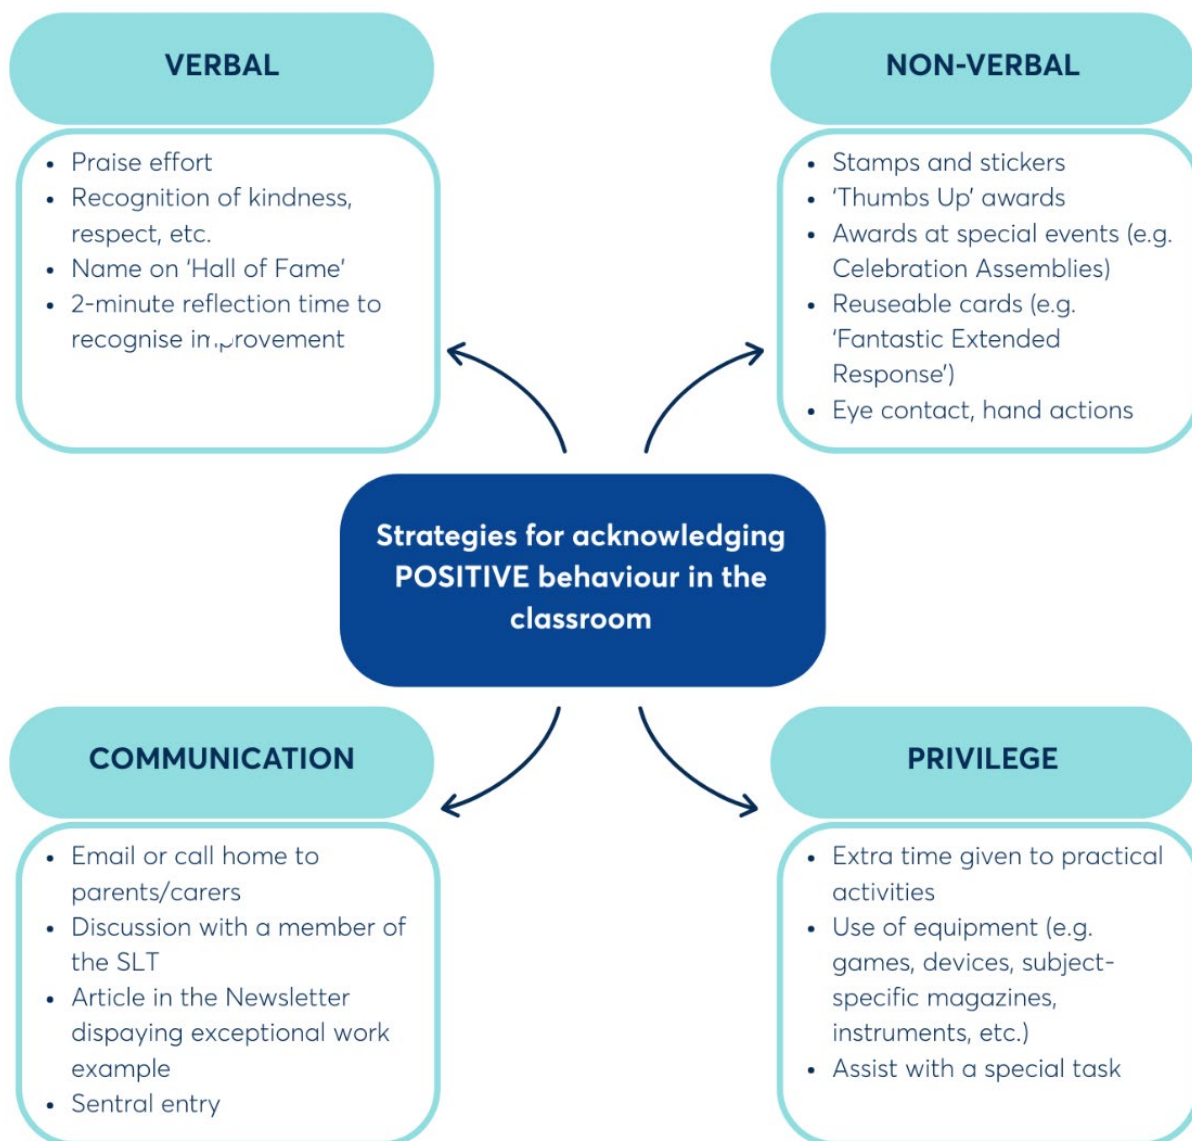 VERBAL
• Praise effort
• Recognition of kindness,
respect, etc.
• Name on ‘Hall of Fame’
• 2-minute reflection time to
recognise improvement
NON-VERBAL
• Stamps and stickers
• ‘Thumbs Up’ awards
• Awards at special events (e.g.
Celebration Assemblies)
• Reuseable cards (e.g.
‘Fantastic Extended
Response’)
• Eye contact, hand actions
Strategies for acknowledging
POSITIVE behaviour in the
classroom
COMMUNICATION
• Email or call home to
parents/carers
• Discussion with a member of
the SLT
• Article in the Newsletter
dispaying exceptional work
example
• Sentral entry
PRIVILEGE
• Extra time given to practical
activities
• Use of equipment (e.g.
games, devices, subject-
specific magazines,
instruments, etc.)
• Assist with a special task